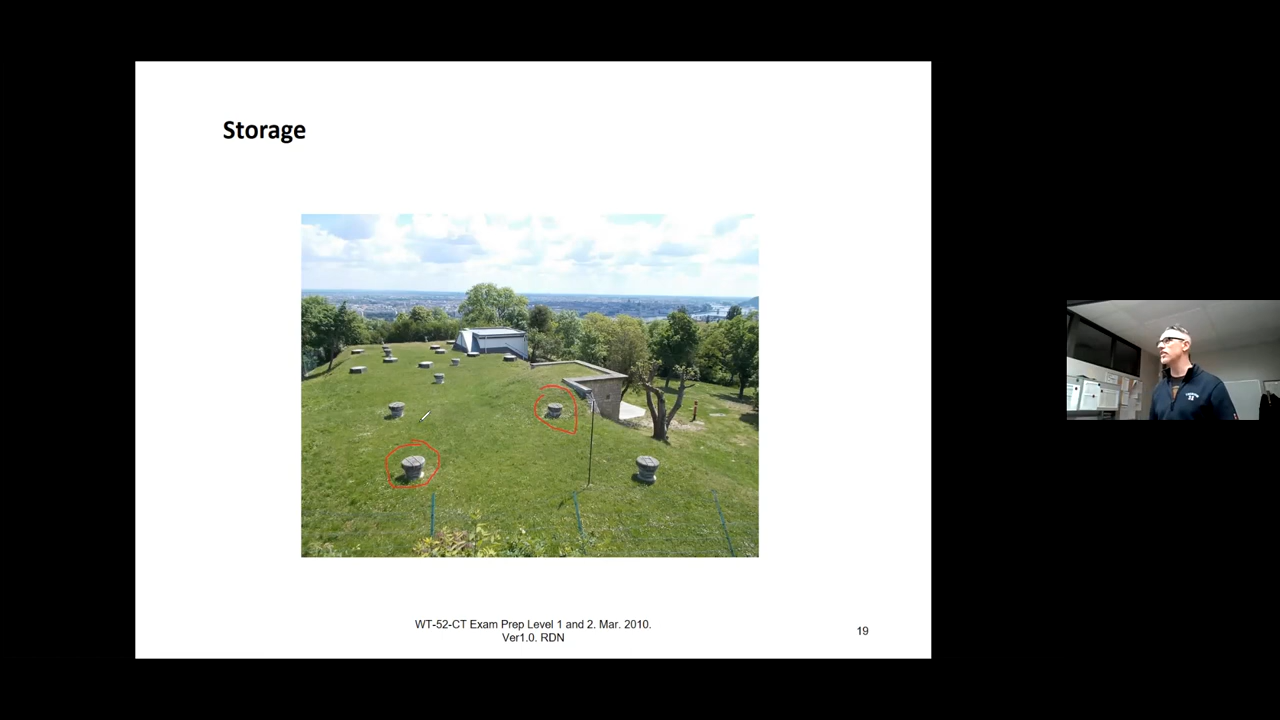 Storage
WT-52-CT Exam Prep Level 1 and 2. Mar. 2010.
Ver1.0. RDN
19